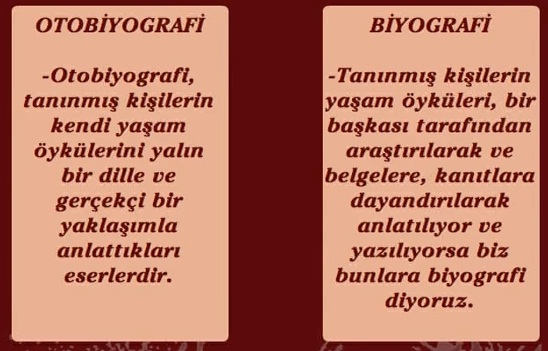 OTOBİYOGRAFİ
-Otobiyografi,
tanınmış kişilerin
kendi yaşam
öykülerini yalın
bir dille ve
gerçekçi bir
yaklaşımla
anlattıkları
eserlerdir.
BİYOGRAFİ
-Tanınmış kişilerin
yaşam öyküleri, bir
başkası tarafından
araştırılarak ve
belgelere, kanıtlara
dayandırılarak
anlatılıyor ve
yazılıyorsa biz
bunlara biyografi
diyoruz.